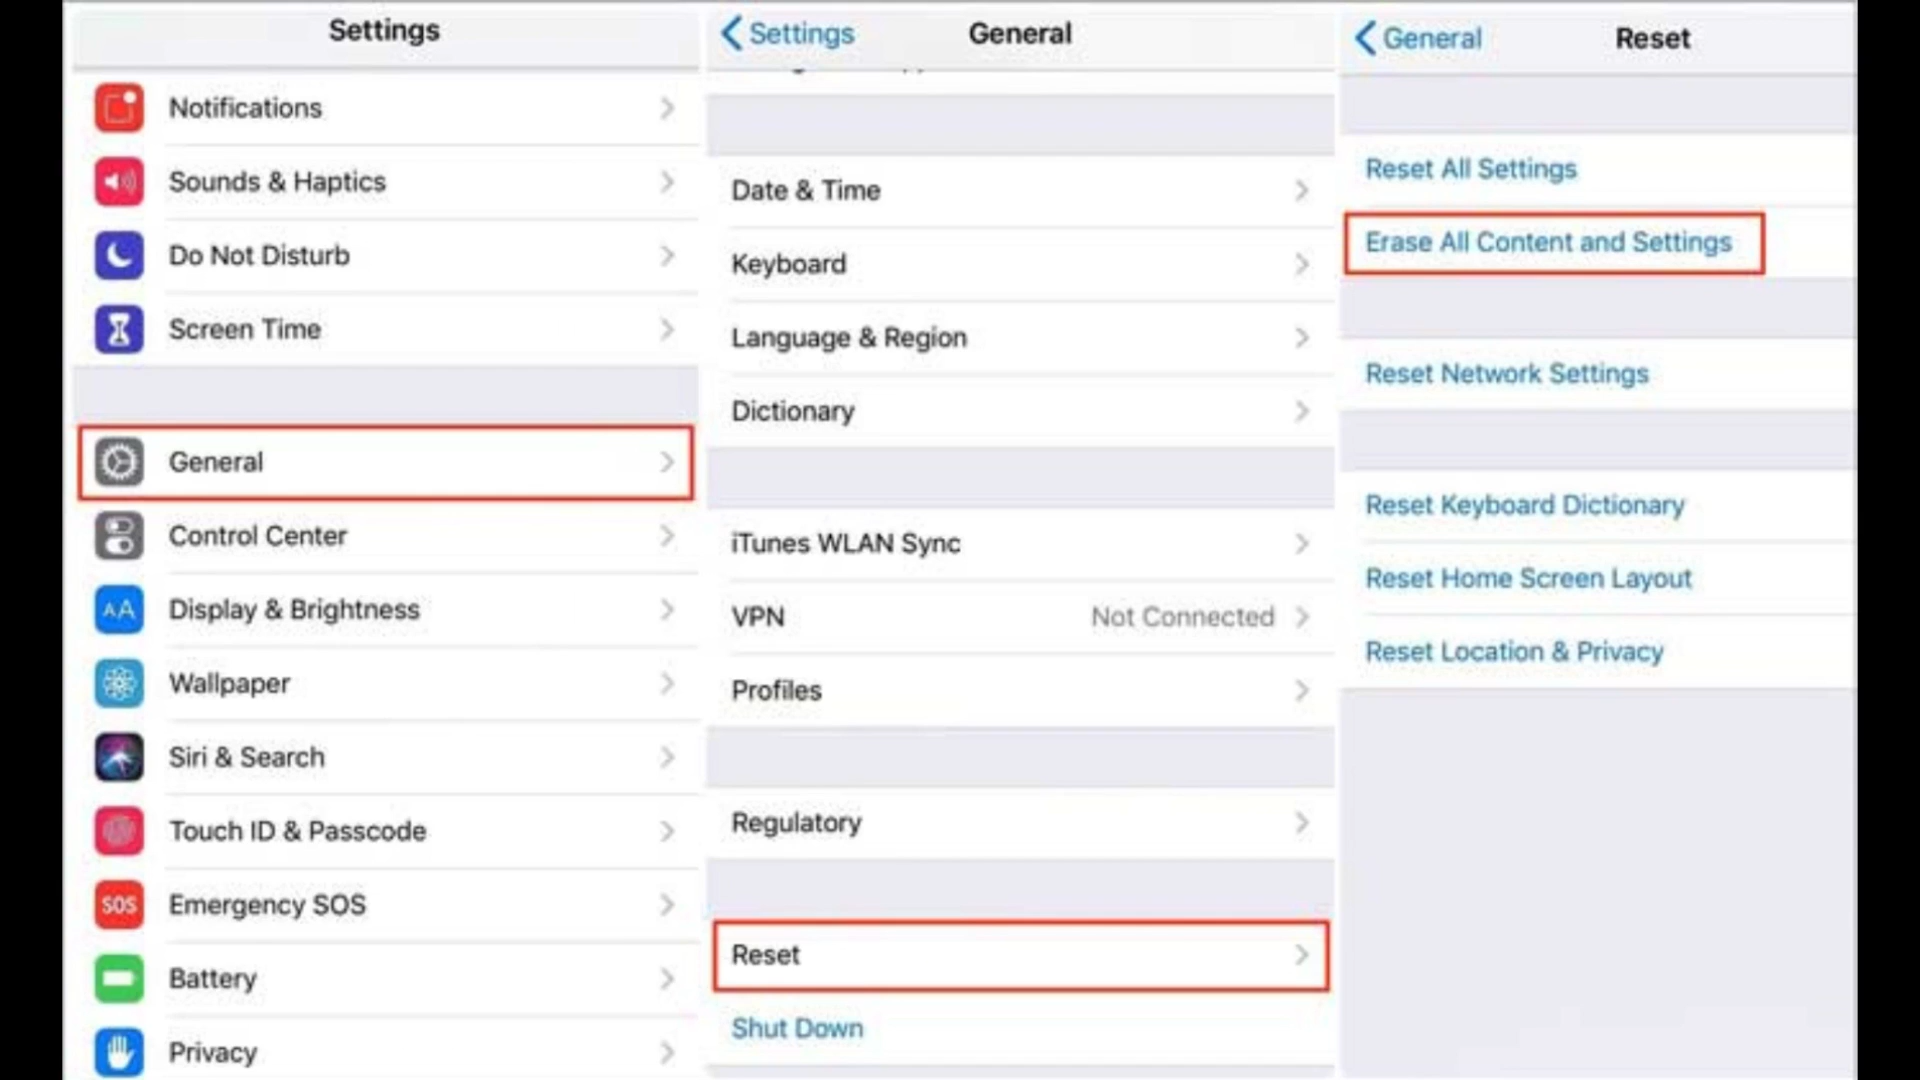 Settings
Notifications
Sounds & Haptics
Do Not Disturb
Screen Time
General
Control Center
AA
Display & Brightness
Wallpaper
Siri & Search
Touch ID & Passcode
SOS
Emergency SOS
Battery
Privacy
Settings
General
Date & Time
Keyboard
Language & Region
Dictionary
iTunes WLAN Sync
VPN Not Connected
Profiles
Regulatory
Reset
Shut Down
General
Reset
Reset All Settings
Erase All Content and Settings
Reset Network Settings
Reset Keyboard Dictionary
Reset Home Screen Layout
Reset Location & Privacy